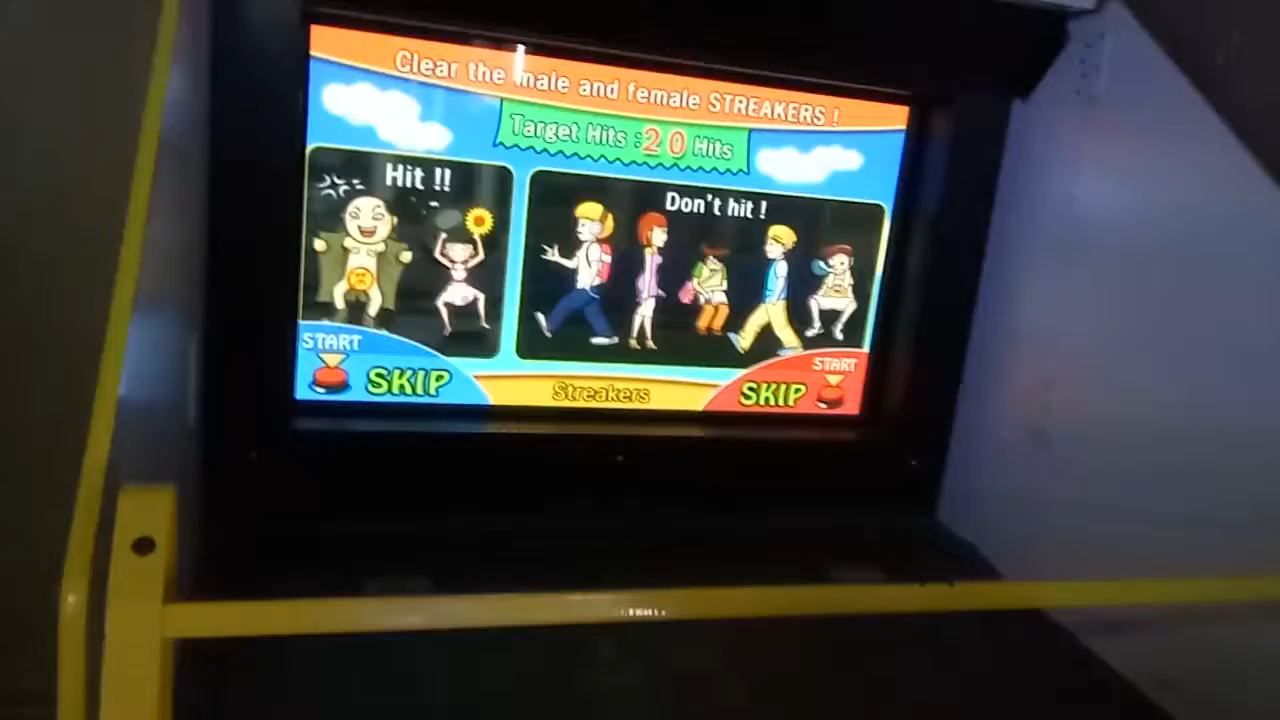 Clear the male and female STREAKERS !
Target Hits : 20 Hits
Hit !!
Don't hit !
START
SKIP
Streakers
START
SKIP